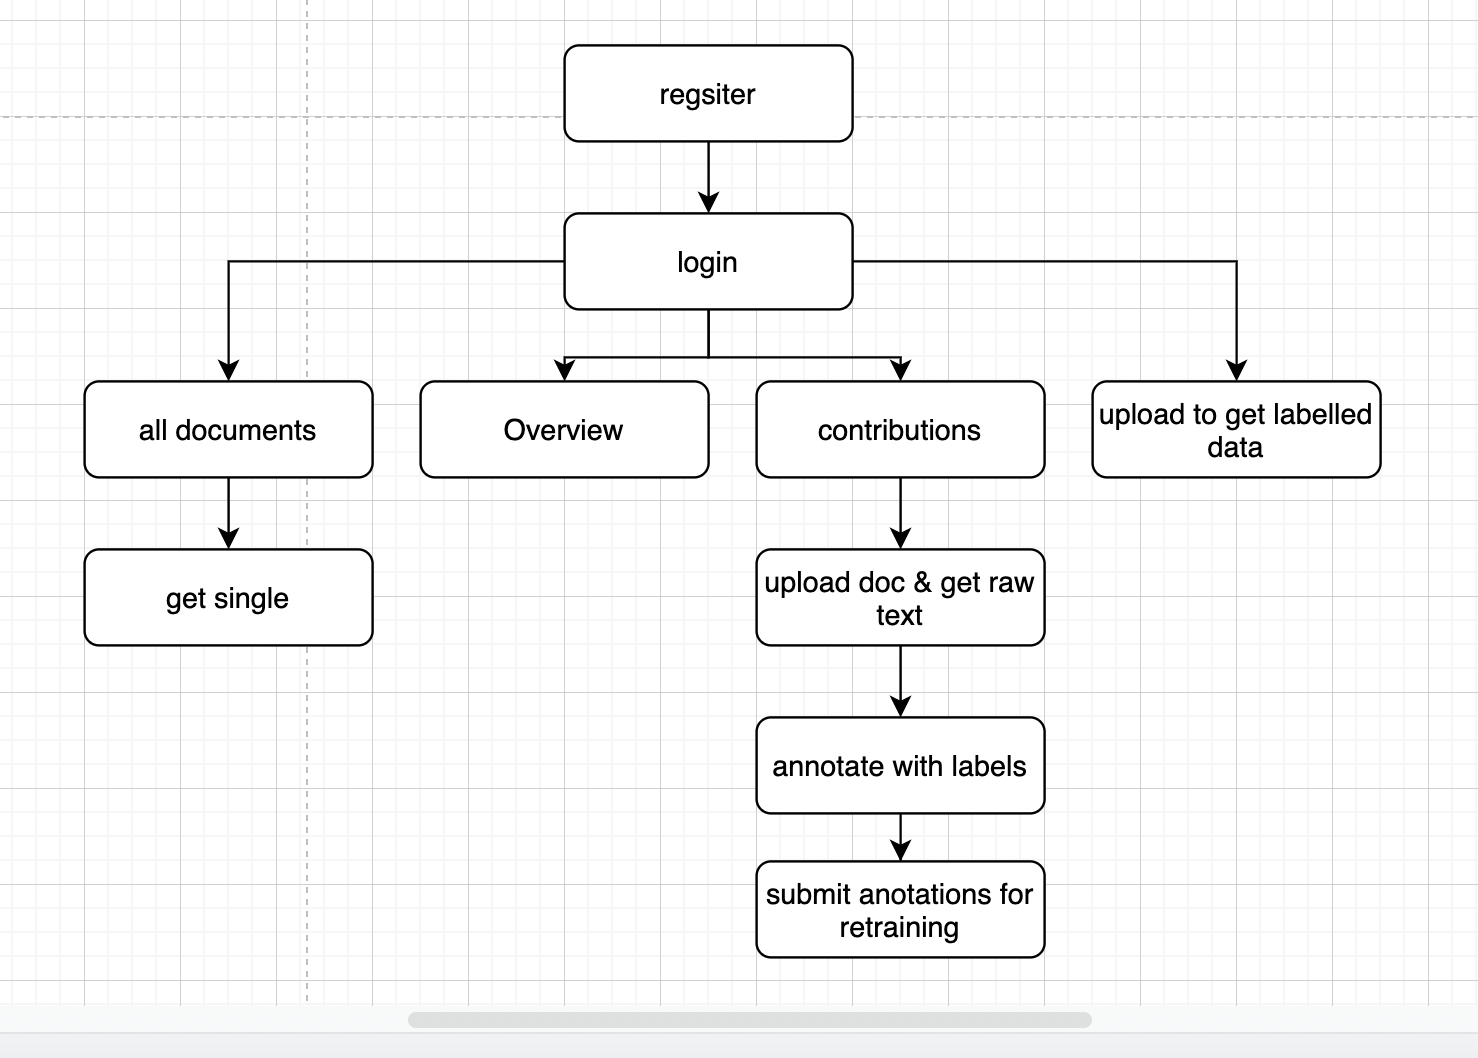 regsiter
login
all documents
Overview
contributions
upload to get labelled
data
get single
upload doc & get raw
text
annotate with labels
submit anotations for
retraining